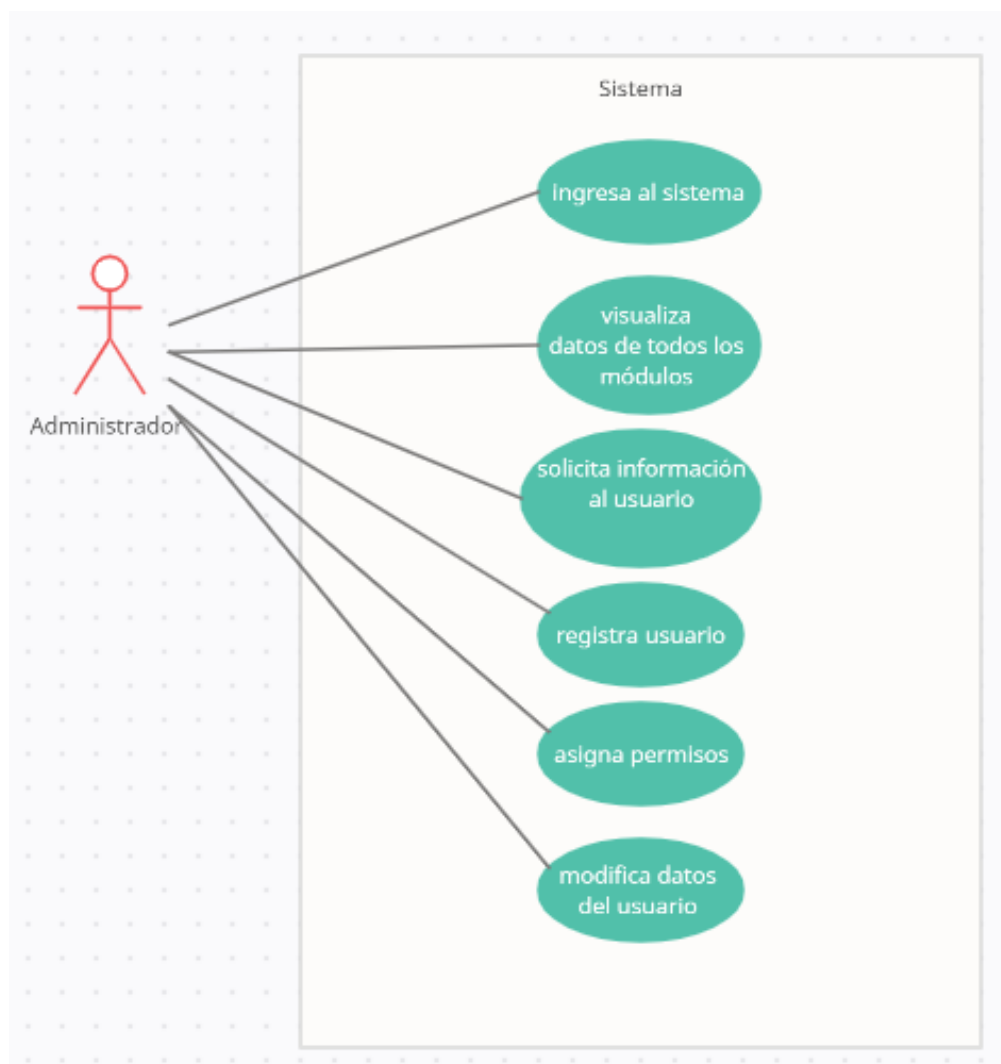 Sistema
ingresa al sistema
visualiza
datos de todos los
módulos
Administrador
solicita información
al usuario
registra usuario
asigna permisos
modifica datos
del usuario